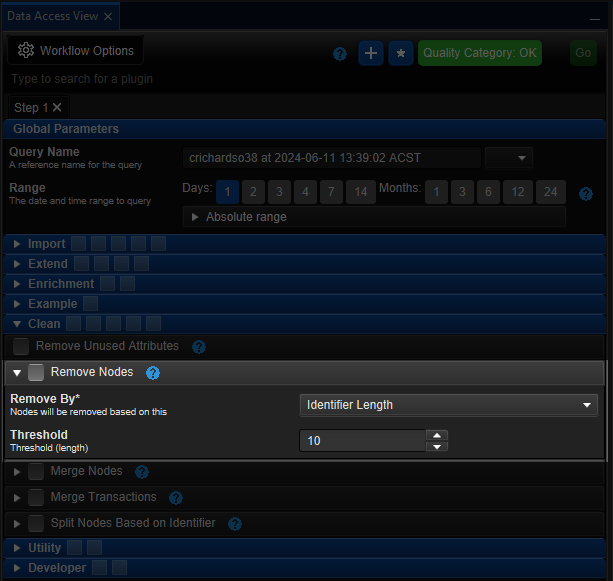 Data Access View
Workflow Options
Quality Category: OK
Go
Type to search for a plugin
Step 1
Global Parameters
Query Name
A reference name for the query
crichardso38 at 2024-06-11 13:39:02 ACST
Range
The date and time range to query
Days: 1 2 3 4 7 14 Months: 1 3 6 12 24
Absolute range
Import
Extend
Enrichment
Example
Clean
Remove Unused Attributes
Remove Nodes
Remove By*
Nodes will be removed based on this
Identifier Length
Threshold
Threshold (length)
10
Merge Nodes
Merge Transactions
Split Nodes Based on Identifier
Utility
Developer